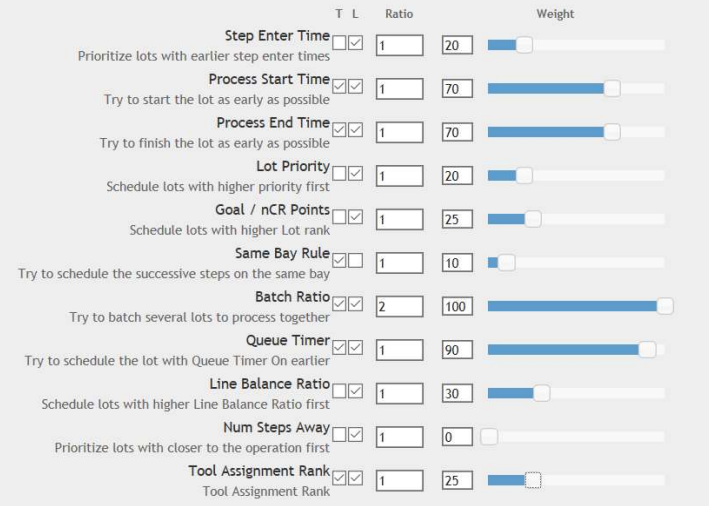 T L Ratio Weight
Step Enter Time 1 20
Prioritize lots with earlier step enter times
Process Start Time 1 70
Try to start the lot as early as possible
Process End Time 1 70
Try to finish the lot as early as possible
Lot Priority 1 20
Schedule lots with higher priority first
Goal / nCR Points 1 25
Schedule lots with higher Lot rank
Same Bay Rule 1 10
Try to schedule the successive steps on the same bay
Batch Ratio 2 100
Try to batch several lots to process together
Queue Timer 1 90
Try to schedule the lot with Queue Timer On earlier
Line Balance Ratio 1 30
Schedule lots with higher Line Balance Ratio first
Num Steps Away 1 0
Prioritize lots with closer to the operation first
Tool Assignment Rank 1 25
Tool Assignment Rank